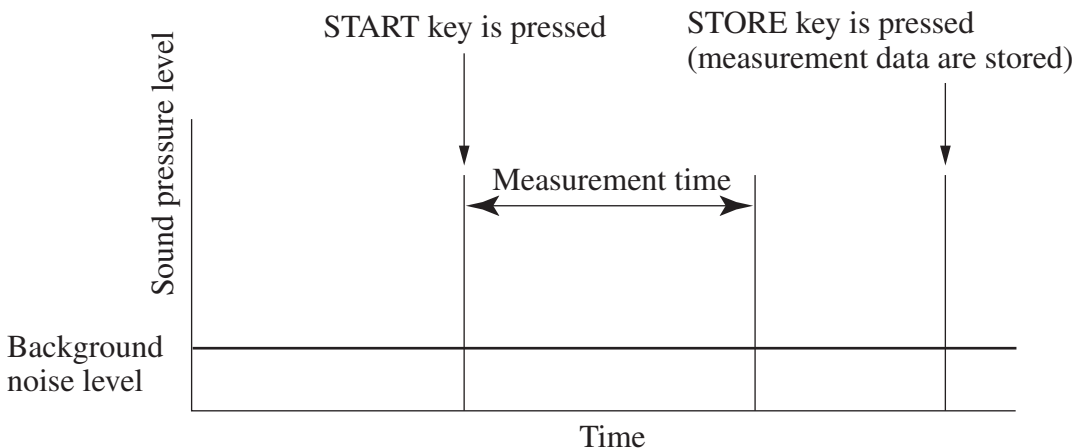 START key is pressed
STORE key is pressed
(measurement data are stored)
Sound pressure level
Measurement time
Background
noise level
Time